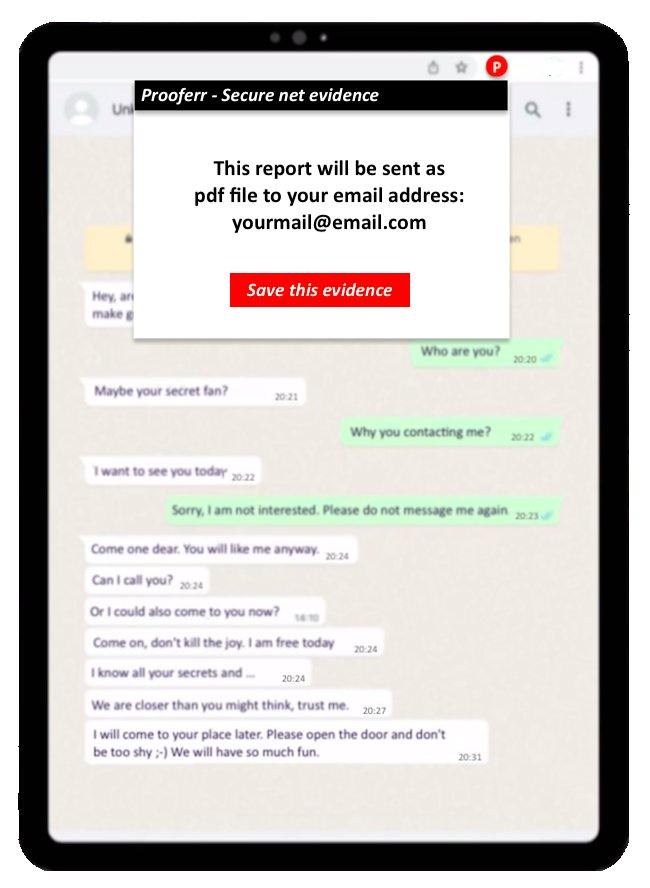 P
Prooferr - Secure net evidence
This report will be sent as
pdf file to your email address:
yourmail@email.com
Save this evidence
Hey,
make
Who are you? 20:20
Maybe your secret fan? 20:21
Why you contacting me? 20:22
I want to see you today 20:22
Sorry, I am not interested. Please do not message me again 20:23
Come one dear. You will like me anyway. 20:24
Can I call you? 20:24
Or I could also come to you now? 14:10
Come on, don't kill the joy. I am free today 20:24
I know all your secrets and ... 20:24
We are closer than you might think, trust me. 20:27
I will come to your place later. Please open the door and don't
be too shy ;-) We will have so much fun. 20:31